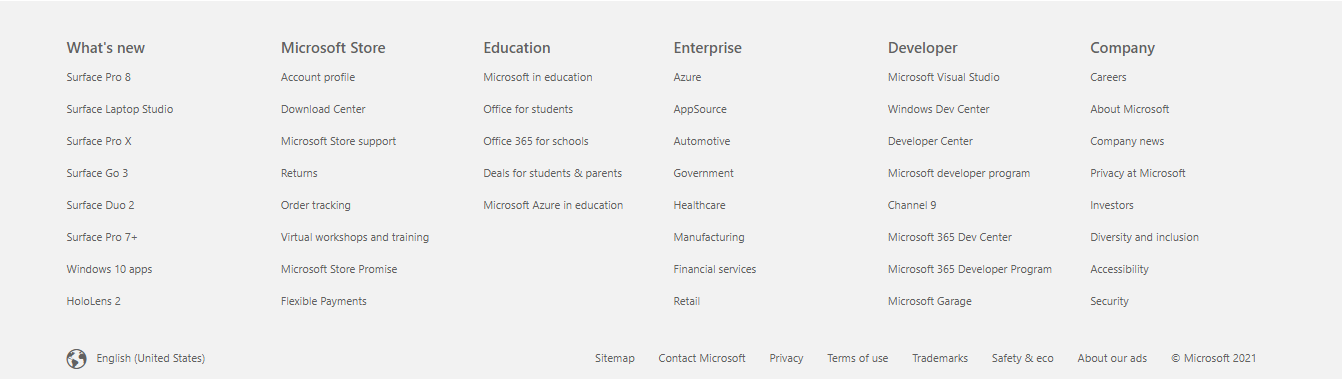 What's new
Surface Pro 8
Surface Laptop Studio
Surface Pro X
Surface Go 3
Surface Duo 2
Surface Pro 7+
Windows 10 apps
HoloLens 2
Microsoft Store
Account profile
Download Center
Microsoft Store support
Returns
Order tracking
Virtual workshops and training
Microsoft Store Promise
Flexible Payments
Education
Microsoft in education
Office for students
Office 365 for schools
Deals for students & parents
Microsoft Azure in education
Enterprise
Azure
AppSource
Automotive
Government
Healthcare
Manufacturing
Financial services
Retail
Developer
Microsoft Visual Studio
Windows Dev Center
Developer Center
Microsoft developer program
Channel 9
Microsoft 365 Dev Center
Microsoft 365 Developer Program
Microsoft Garage
Company
Careers
About Microsoft
Company news
Privacy at Microsoft
Investors
Diversity and inclusion
Accessibility
Security
English (United States)
Sitemap Contact Microsoft Privacy Terms of use Trademarks Safety & eco About our ads © Microsoft 2021